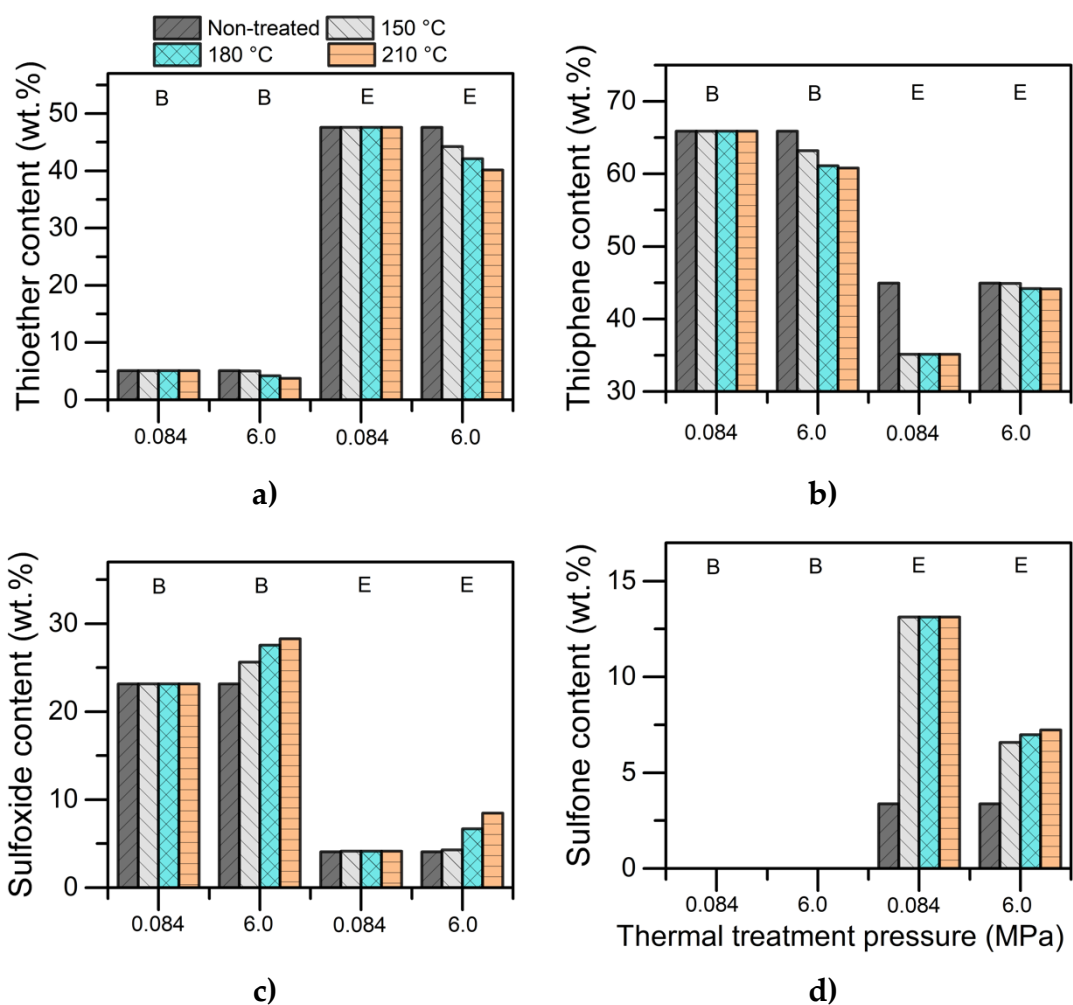 Non-treated 150 °C
180 °C 210 °C
Thioether content (wt.%)
50
40
30
20
10
0
B B E E
0.084 6.0 0.084 6.0
a)
Thiophene content (wt.%)
70
60
50
40
30
B B E E
0.084 6.0 0.084 6.0
b)
Sulfoxide content (wt.%)
30
20
10
0
B B E E
0.084 6.0 0.084 6.0
c)
Sulfone content (wt.%)
15
10
5
0
B B E E
0.084 6.0 0.084 6.0
Thermal treatment pressure (MPa)
d)